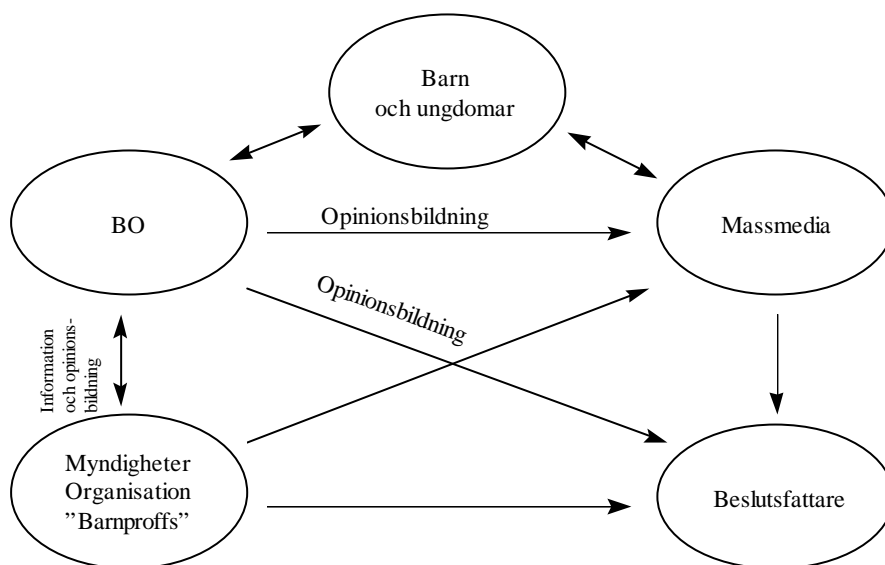 Barn
och ungdomar
BO
Opinionsbildning
Massmedia
Opinionsbildning
Information
och opinions-
bildning
Myndigheter
Organisation
”Barnproffs”
Beslutsfattare